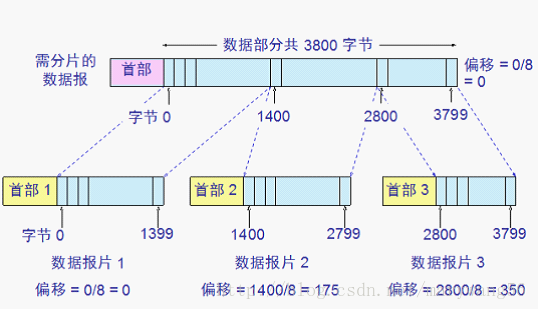 数据部分共 3800 字节
需分片的
数据报
首部
偏移 = 0/8
= 0
字节 0
1400
2800
3799
首部 1
首部 2
首部 3
字节 0
1399
1400
2799
2800
3799
数据报片 1
数据报片 2
数据报片 3
偏移 = 0/8 = 0
偏移 = 1400/8 = 175
偏移 = 2800/8 = 350